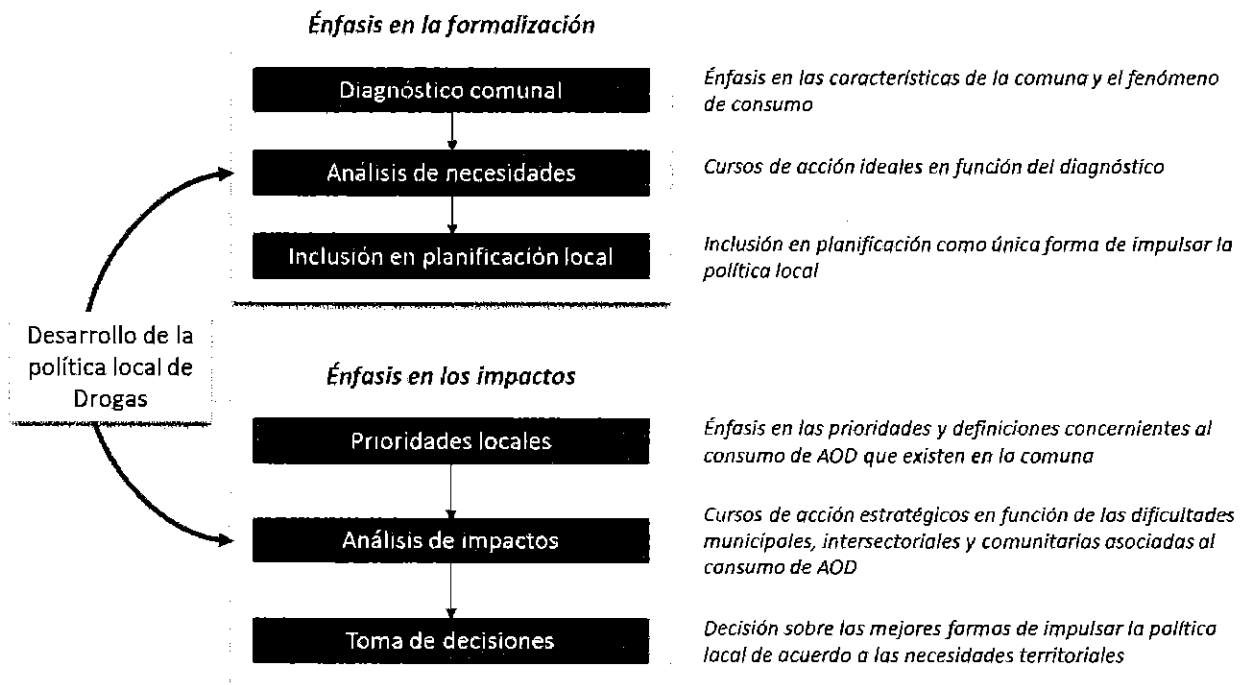 Énfasis en la formalización
Diagnóstico comunal
Énfasis en las características de la comuna y el fenómeno
de consumo
Análisis de necesidades
Cursos de acción ideales en función del diagnóstico
Inclusión en planificación local
Inclusión en planificación como única forma de impulsar la
política local
Desarrollo de la
política local de
Drogas
Énfasis en los impactos
Prioridades locales
Énfasis en las prioridades y definiciones concernientes al
consumo de AOD que existen en la comuna
Análisis de impactos
Cursos de acción estratégicos en función de las dificultades
municipales, intersectoriales y comunitarias asociadas al
consumo de AOD
Toma de decisiones
Decisión sobre las mejores formas de impulsar la política
local de acuerdo a las necesidades territoriales